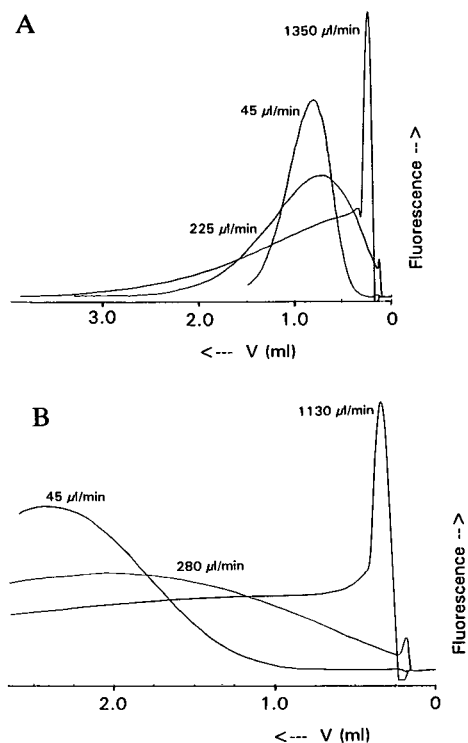 A
1350 µl/min
45 µl/min
225 µl/min
Fluorescence -->
3.0 2.0 1.0 0
<--- V (ml)
B
1130 µl/min
45 µl/min
280 µl/min
Fluorescence -->
2.0 1.0 0
<--- V (ml)